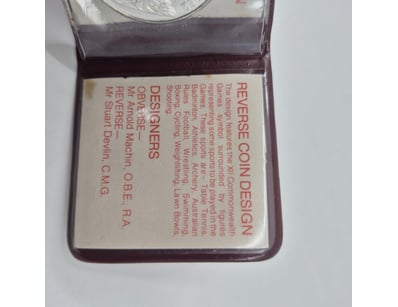 REVERSE COIN DESIGN
The design features the XII Commonwealth
Games symbol surrounded by figures
representing some sports to be played in the
Games. These sports are:- Table Tennis,
Badminton, Athletics, Archery, Australian
Rules Football, Wrestling, Swimming,
Boxing, Cycling, Weightlifting, Lawn Bowls,
Shooting.
DESIGNERS
OBVERSE—
Mr Arnold Machin, O.B.E., R.A.
REVERSE—
Mr Stuart Devlin, C.M.G.